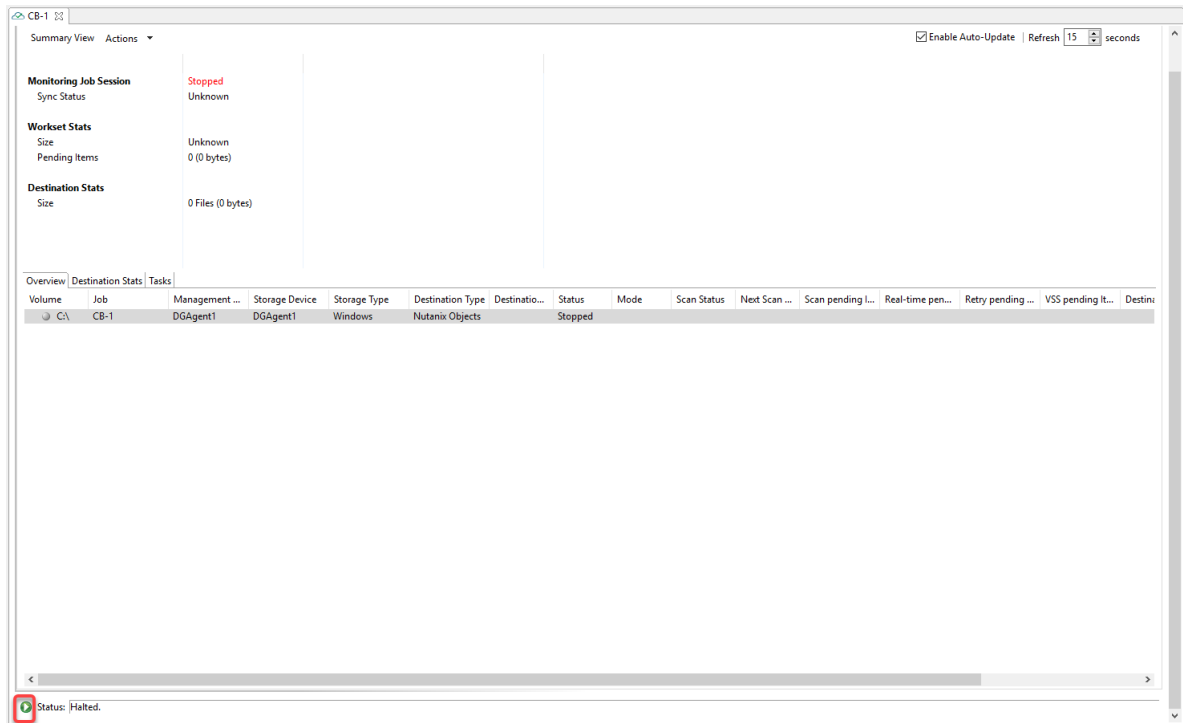 CB-1
Summary View Actions Enable Auto-Update | Refresh 15 seconds
Monitoring Job Session Stopped
Sync Status Unknown
Workset Stats
Size Unknown
Pending Items 0 (0 bytes)
Destination Stats
Size 0 Files (0 bytes)
Overview Destination Stats Tasks
Volume Job Management ... Storage Device Storage Type Destination Type Destinatio... Status Mode Scan Status Next Scan ... Scan pending I... Real-time pen... Retry pending ... VSS pending It... Destina
C:\ CB-1 DGAgent1 DGAgent1 Windows Nutanix Objects Stopped
Status: Halted.